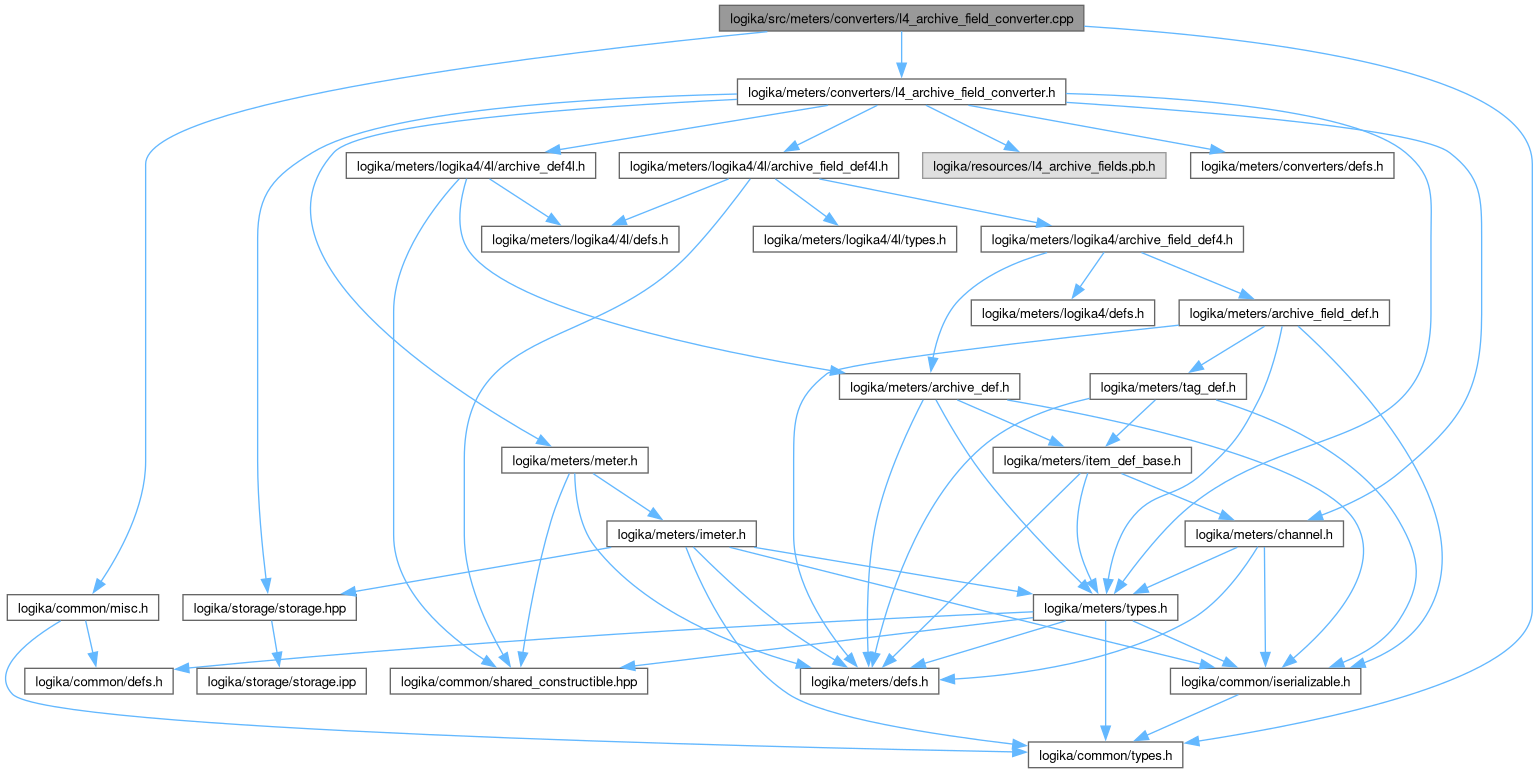 logika/src/meters/converters/l4_archive_field_converter.cpp
logika/meters/converters/l4_archive_field_converter.h
logika/meters/logika4/4l/archive_def4l.h
logika/meters/logika4/4l/archive_field_def4l.h
logika/resources/l4_archive_fields.pb.h
logika/meters/converters/defs.h
logika/meters/logika4/4l/defs.h
logika/meters/logika4/4l/types.h
logika/meters/logika4/archive_field_def4.h
logika/meters/logika4/defs.h
logika/meters/archive_field_def.h
logika/meters/archive_def.h
logika/meters/tag_def.h
logika/meters/meter.h
logika/meters/item_def_base.h
logika/meters/imeter.h
logika/meters/channel.h
logika/common/misc.h
logika/storage/storage.hpp
logika/meters/types.h
logika/common/defs.h
logika/storage/storage.ipp
logika/common/shared_constructible.hpp
logika/meters/defs.h
logika/common/iserializable.h
logika/common/types.h